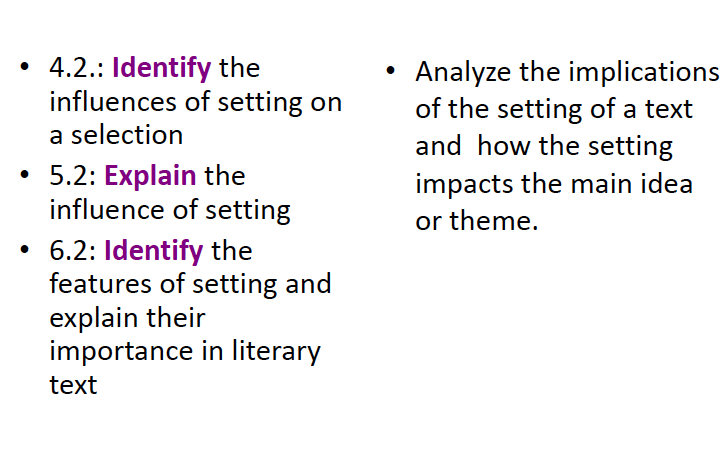 • 4.2.: Identify the
influences of setting on
a selection
• 5.2: Explain the
influence of setting
• 6.2: Identify the
features of setting and
explain their
importance in literary
text
• Analyze the implications
of the setting of a text
and  how the setting
impacts the main idea
or theme.